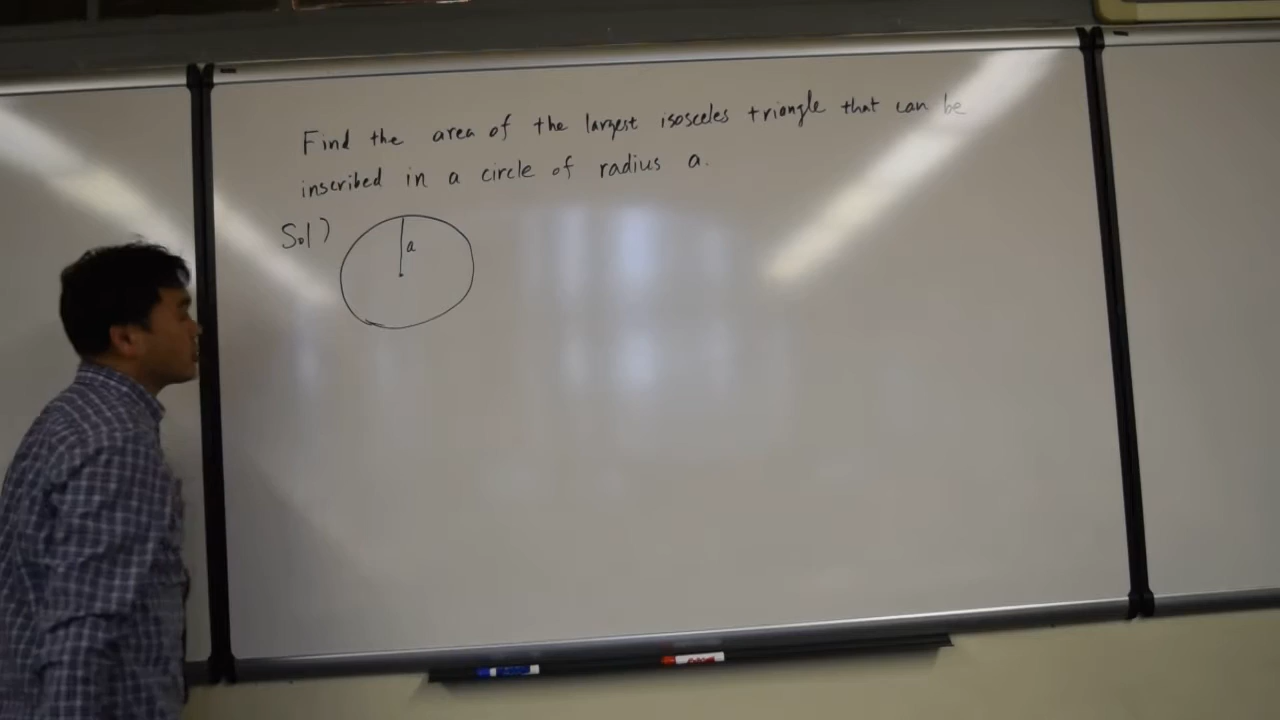 Find the area of the largest isosceles triangle that can be
inscribed in a circle of radius a.
Sol)
a